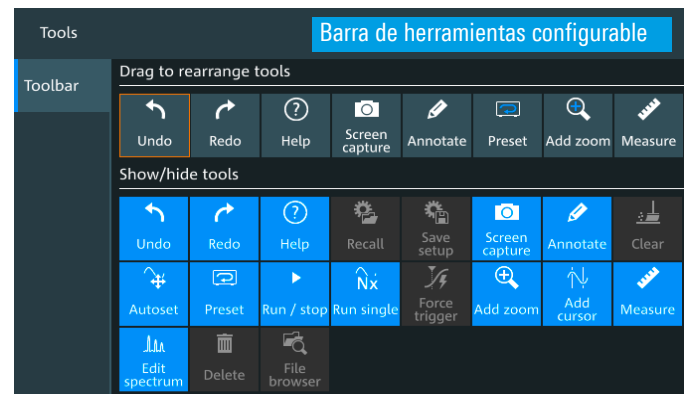 Tools
Barra de herramientas configurable
Toolbar
Drag to rearrange tools
Undo
Redo
Help
Screen
capture
Annotate
Preset
Add zoom
Measure
Show/hide tools
Undo
Redo
Help
Recall
Save
setup
Screen
capture
Annotate
Clear
Autoset
Preset
Run / stop
Run single
Force
trigger
Add zoom
Add
cursor
Measure
Edit
spectrum
Delete
File
browser